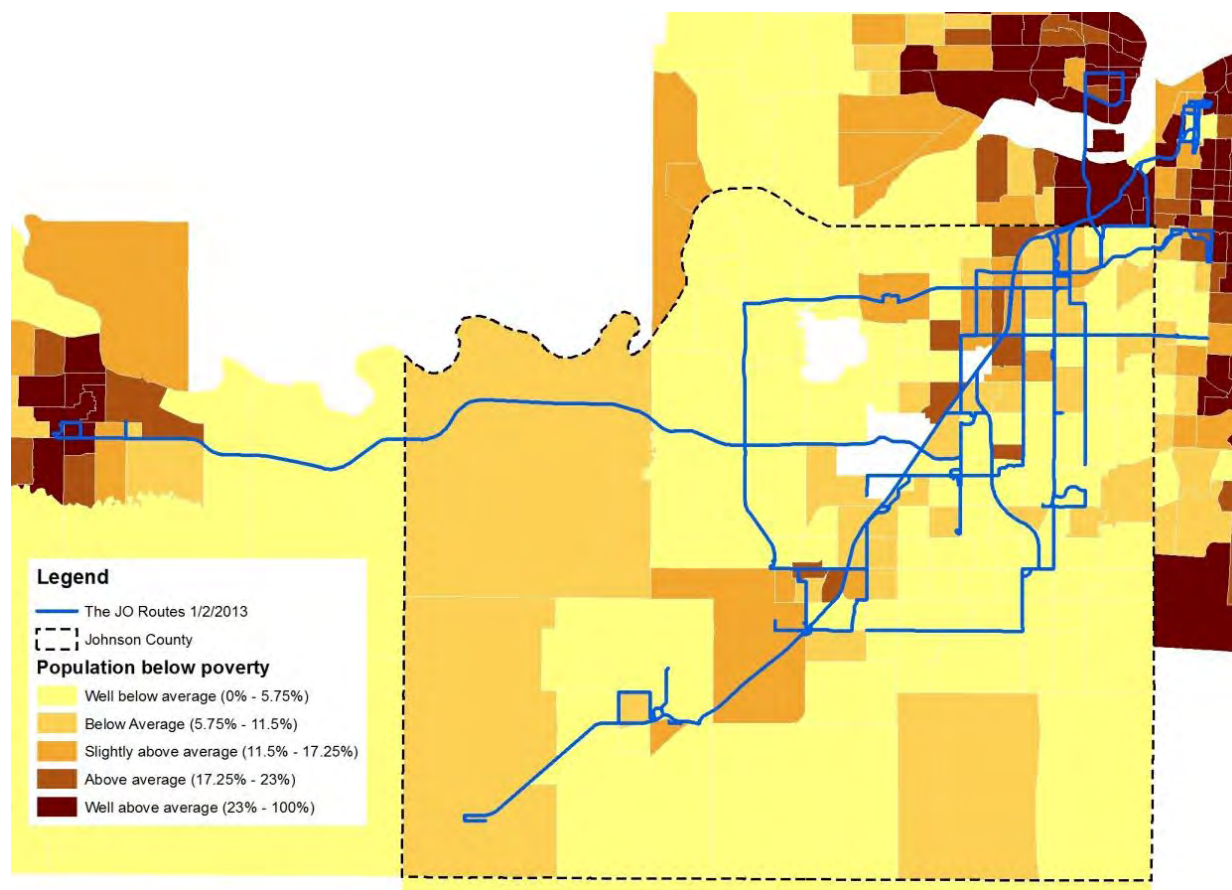 Legend
The JO Routes 1/2/2013
Johnson County
Population below poverty
Well below average (0% - 5.75%)
Below Average (5.75% - 11.5%)
Slightly above average (11.5% - 17.25%)
Above average (17.25% - 23%)
Well above average (23% - 100%)